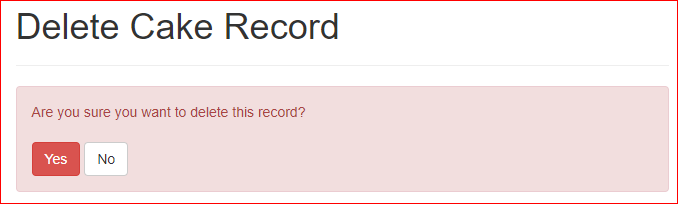 Delete Cake Record
Are you sure you want to delete this record?
Yes No